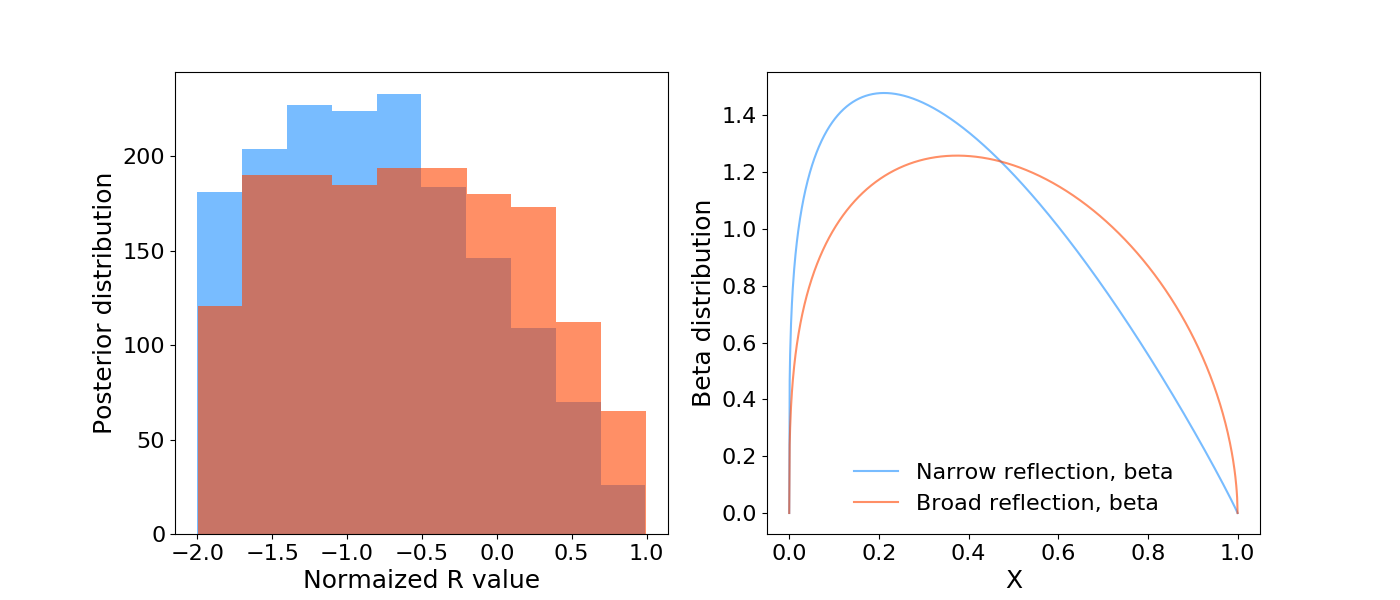 Posterior distribution
200
150
100
50
0
−2.0 −1.5 −1.0 −0.5 0.0 0.5 1.0
Normaized R value
Beta distribution
1.4
1.2
1.0
0.8
0.6
0.4
0.2
0.0
0.0 0.2 0.4 0.6 0.8 1.0
X
Narrow reflection, beta
Broad reflection, beta